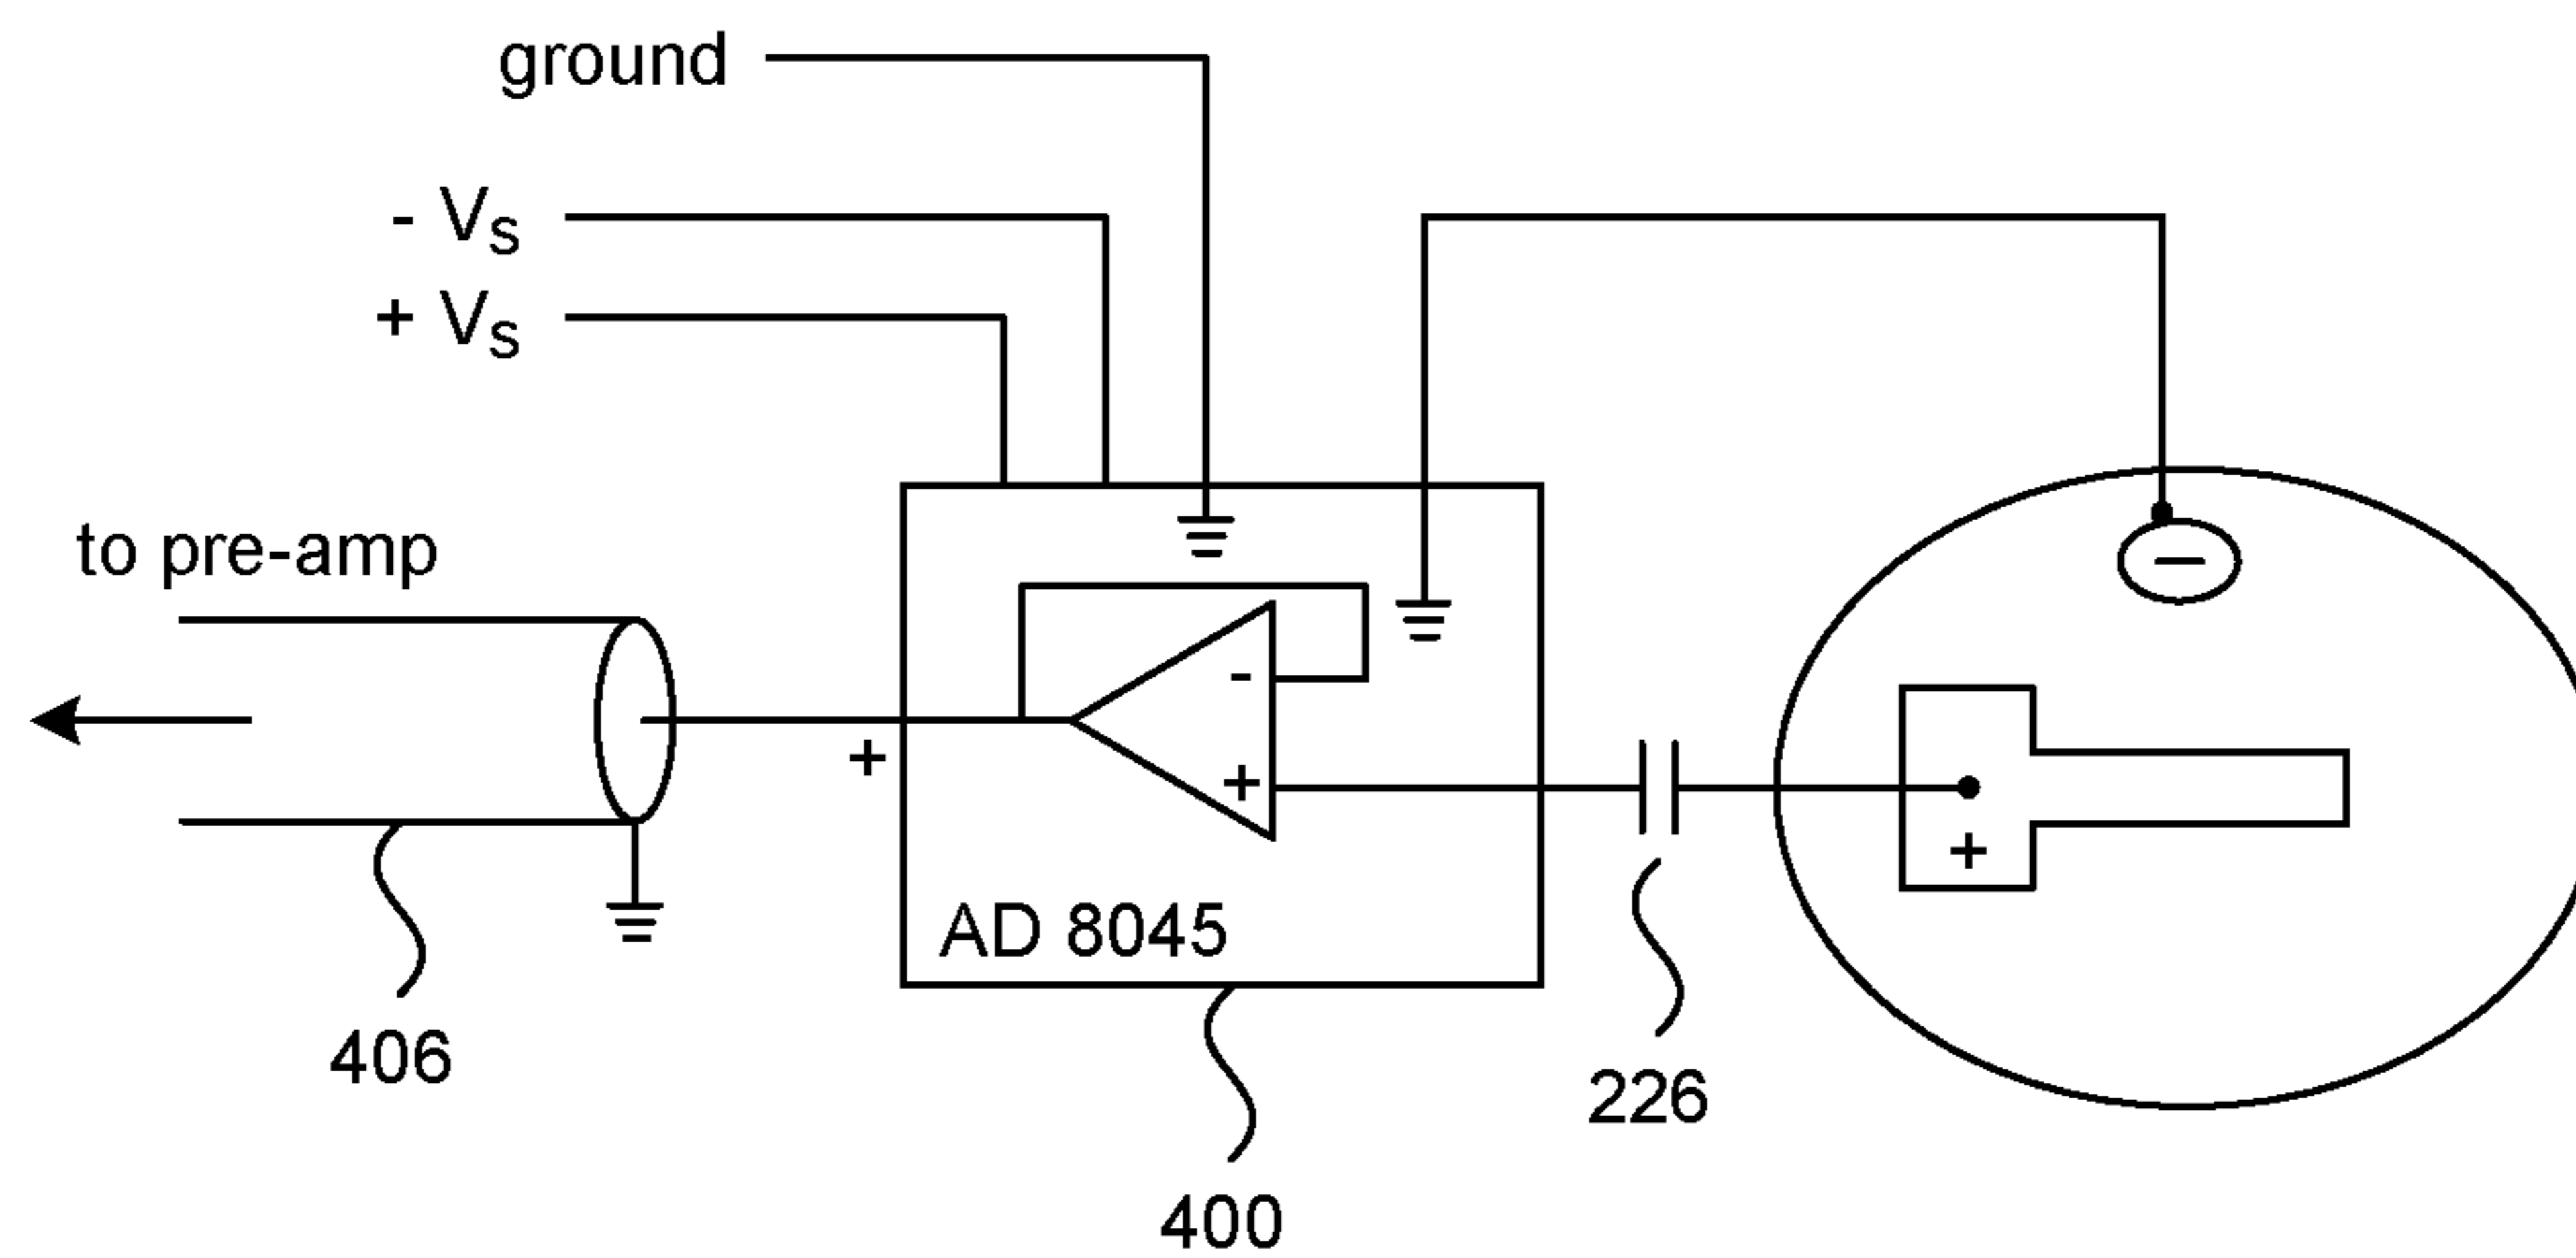 ground
- VS
+ VS
to pre-amp
-
+
+
−
+
AD 8045
406
226
400